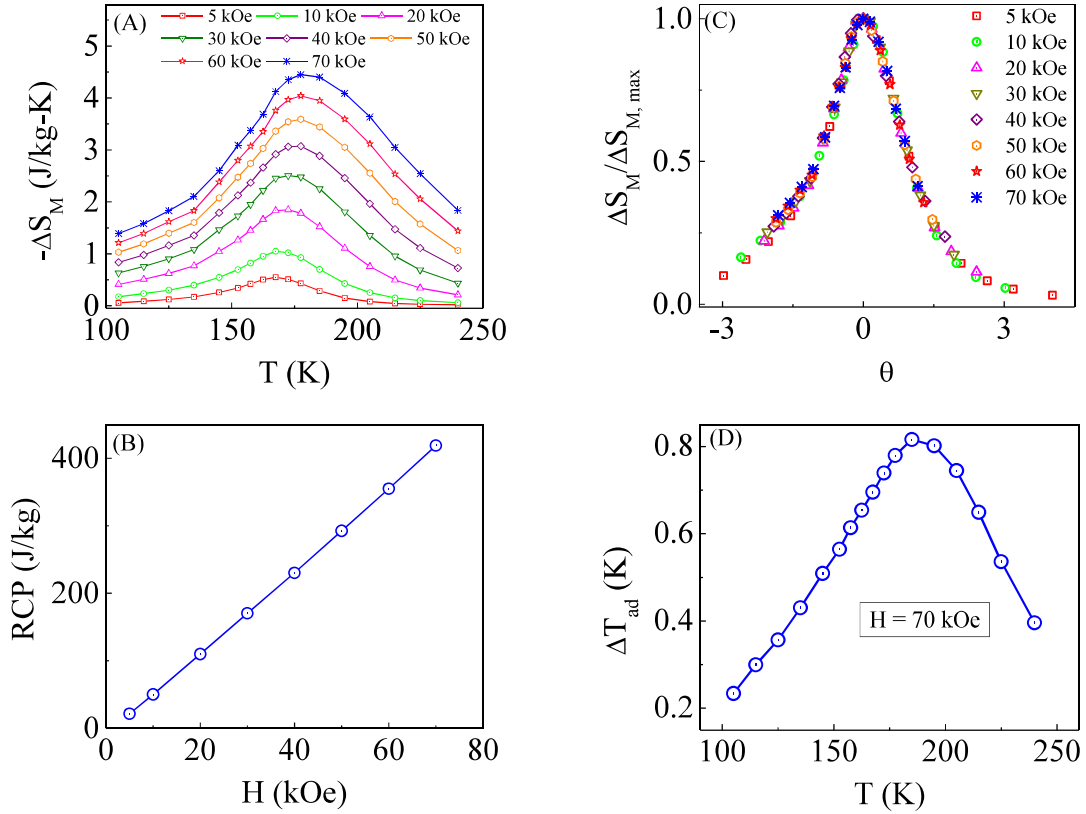 (A)
5 kOe 10 kOe 20 kOe
30 kOe 40 kOe 50 kOe
60 kOe 70 kOe
5
4
3
2
1
0
-ΔS_M (J/kg-K)
100 150 200 250
T (K)
(C)
5 kOe
10 kOe
20 kOe
30 kOe
40 kOe
50 kOe
60 kOe
70 kOe
1.0
0.5
0.0
ΔS_M/ΔS_M, max
-3 0 3
θ
(B)
400
200
0
RCP (J/kg)
0 20 40 60 80
H (kOe)
(D)
0.8
0.6
0.4
0.2
ΔT_ad (K)
H = 70 kOe
100 150 200 250
T (K)